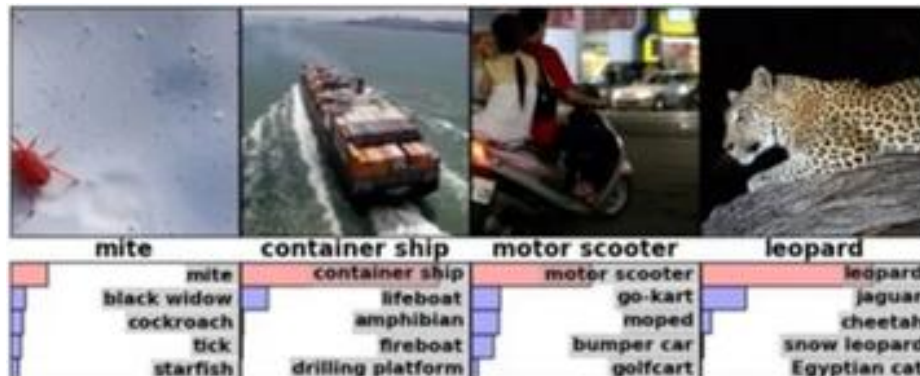 mite
container ship
motor scooter
leopard
mite
black widow
cockroach
tick
starfish
container ship
lifeboat
amphibian
fireboat
drilling platform
motor scooter
go-kart
moped
bumper car
golfcart
leopard
jaguar
cheetah
snow leopard
Egyptian cat